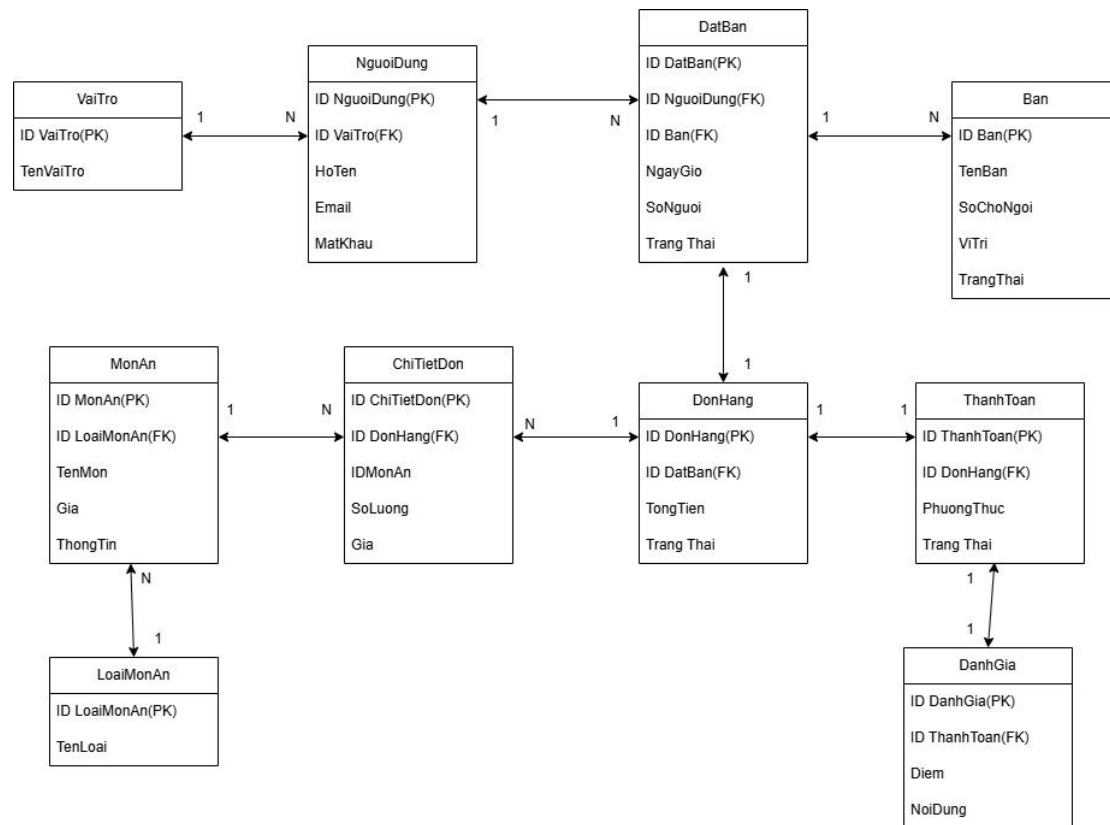 VaiTro
ID VaiTro(PK)
TenVaiTro
1
N
NguoiDung
ID NguoiDung(PK)
ID VaiTro(FK)
HoTen
Email
MatKhau
1
N
DatBan
ID DatBan(PK)
ID NguoiDung(FK)
ID Ban(FK)
NgayGio
SoNguoi
Trang Thai
1
N
Ban
ID Ban(PK)
TenBan
SoChoNgoi
ViTri
TrangThai
1
1
MonAn
ID MonAn(PK)
ID LoaiMonAn(FK)
TenMon
Gia
ThongTin
1
N
ChiTietDon
ID ChiTietDon(PK)
ID DonHang(FK)
IDMonAn
SoLuong
Gia
N
1
DonHang
ID DonHang(PK)
ID DatBan(FK)
TongTien
Trang Thai
1
1
ThanhToan
ID ThanhToan(PK)
ID DonHang(FK)
PhuongThuc
Trang Thai
N
1
1
1
LoaiMonAn
ID LoaiMonAn(PK)
TenLoai
DanhGia
ID DanhGia(PK)
ID ThanhToan(FK)
Diem
NoiDung